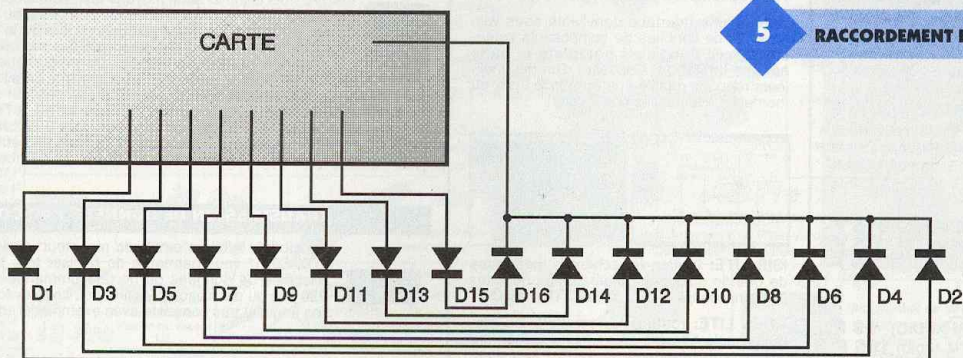 CARTE
5 RACCORDEMENT
D1 D3 D5 D7 D9 D11 D13 D15 D16 D14 D12 D10 D8 D6 D4 D2